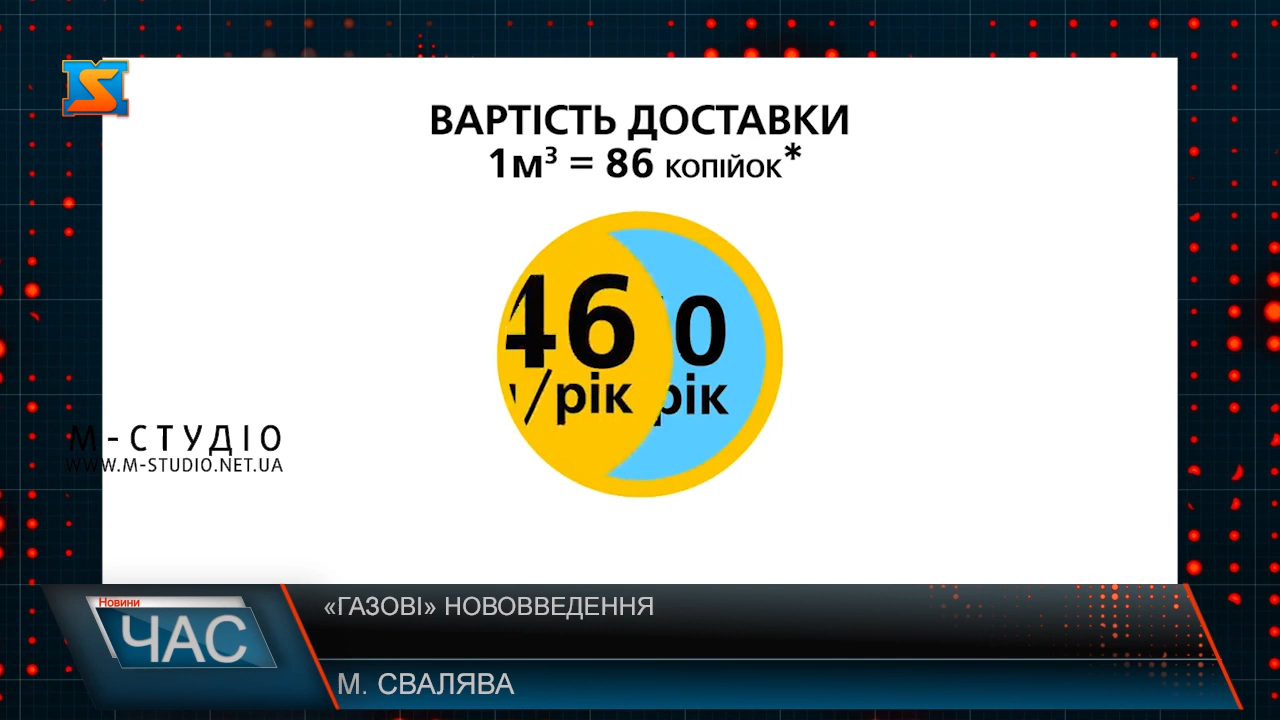 ВАРТІСТЬ ДОСТАВКИ
1м³ = 86 копійок*
46
/рік
0
рік
М-СТУДІО
WWW.M-STUDIO.NET.UA
«ГАЗОВІ» НОВОВВЕДЕННЯ
Новини
ЧАС
М. СВАЛЯВА